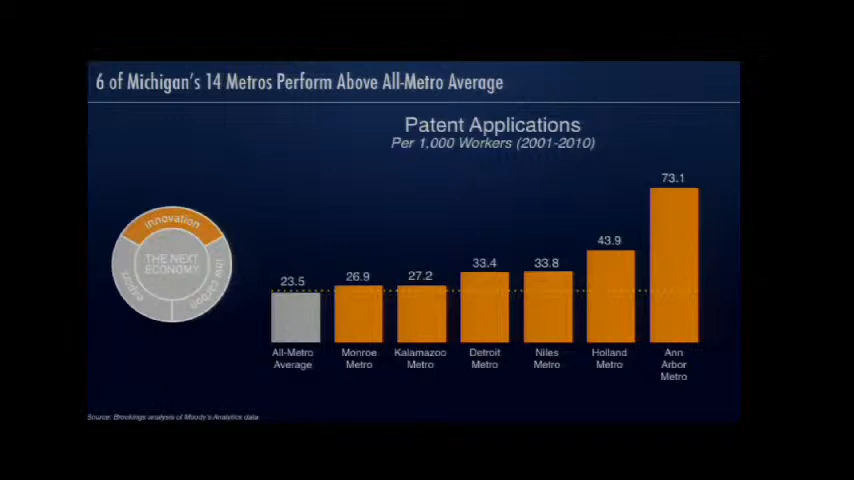 6 of Michigan's 14 Metros Perform Above All-Metro Average
Patent Applications
Per 1,000 Workers (2001-2010)
innovation
low carbon
export
THE NEXT
ECONOMY
23.5
26.9
27.2
33.4
33.8
43.9
73.1
All-Metro
Average
Monroe
Metro
Kalamazoo
Metro
Detroit
Metro
Niles
Metro
Holland
Metro
Ann
Arbor
Metro
Source: Brookings analysis of Moody's Analytics data